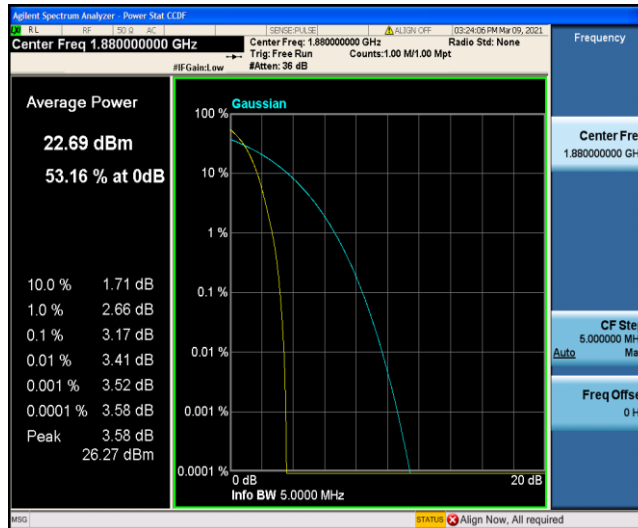 Agilent Spectrum Analyzer - Power Stat CCDF
RL RF 50 Ω AC SENSE:PULSE ALIGN OFF 03:24:06 PM Mar 09, 2021
Center Freq 1.880000000 GHz
Center Freq: 1.880000000 GHz Radio Std: None
Trig: Free Run Counts:1.00 M/1.00 Mpt
#IFGain:Low #Atten: 36 dB
Frequency
Average Power
22.69 dBm
53.16 % at 0dB
10.0 % 1.71 dB
1.0 % 2.66 dB
0.1 % 3.17 dB
0.01 % 3.41 dB
0.001 % 3.52 dB
0.0001 % 3.58 dB
Peak 3.58 dB
26.27 dBm
Gaussian
100 %
10 %
1 %
0.1 %
0.01 %
0.001 %
0.0001 %
0 dB 20 dB
Info BW 5.0000 MHz
Center Fre
1.880000000 GH
CF Ste
5.000000 MH
Auto Ma
Freq Offse
0 H
MSG STATUS Align Now, All required